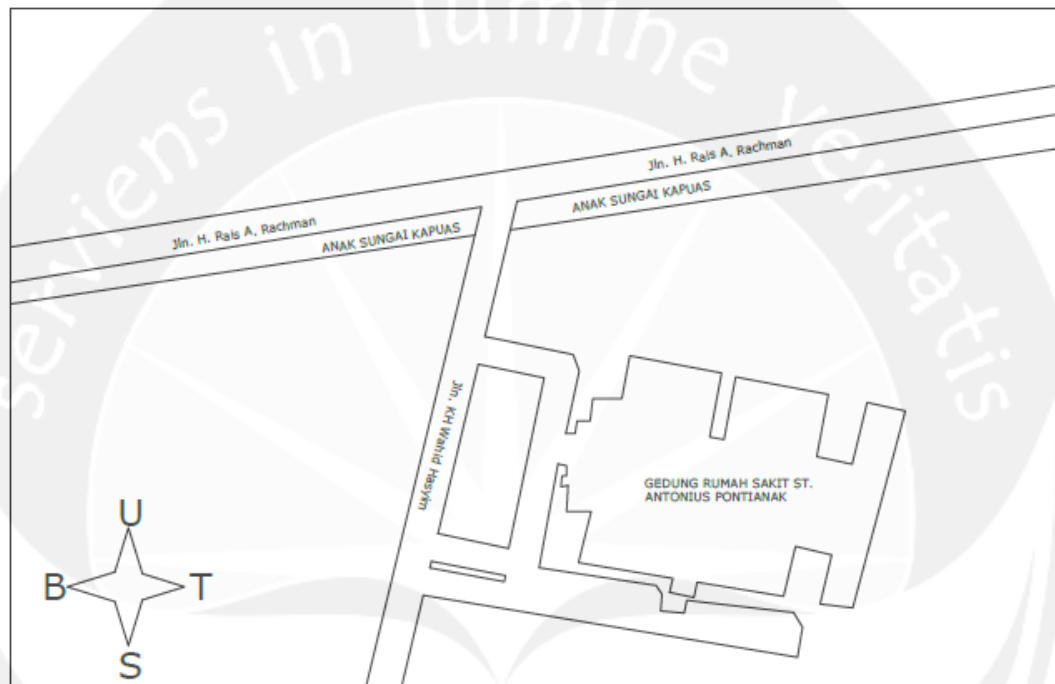 serviens in lumine veritatis
Jln. H. Rais A. Rachman
ANAK SUNGAI KAPUAS
Jln. H. Rais A. Rachman
ANAK SUNGAI KAPUAS
Jln. KH Wahid Hasyim
GEDUNG RUMAH SAKIT ST.
ANTONIUS PONTIANAK
U
B T
S